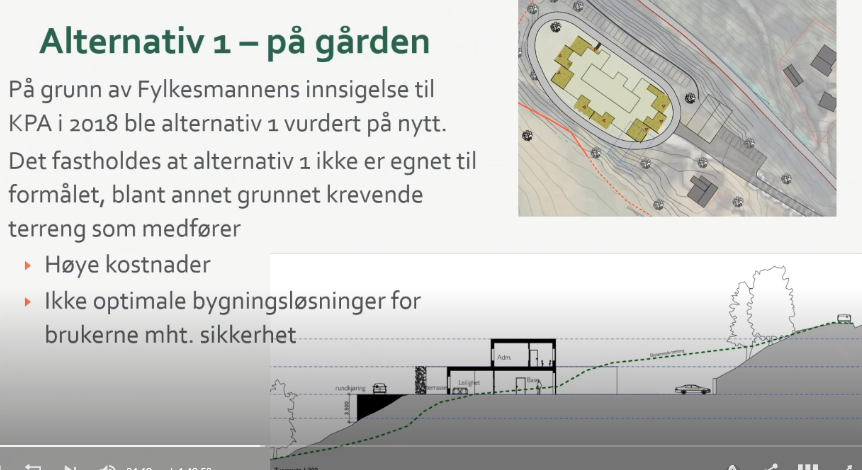 Alternativ 1 – på gården
På grunn av Fylkesmannens innsigelse til
KPA i 2018 ble alternativ 1 vurdert på nytt.
Det fastholdes at alternativ 1 ikke er egnet til
formålet, blant annet grunnet krevende
terreng som medfører
Høye kostnader
Ikke optimale bygningsløsninger for
brukerne mht. sikkerhet
Adm.
rundkjøring
terrasse
Leilighet
Base